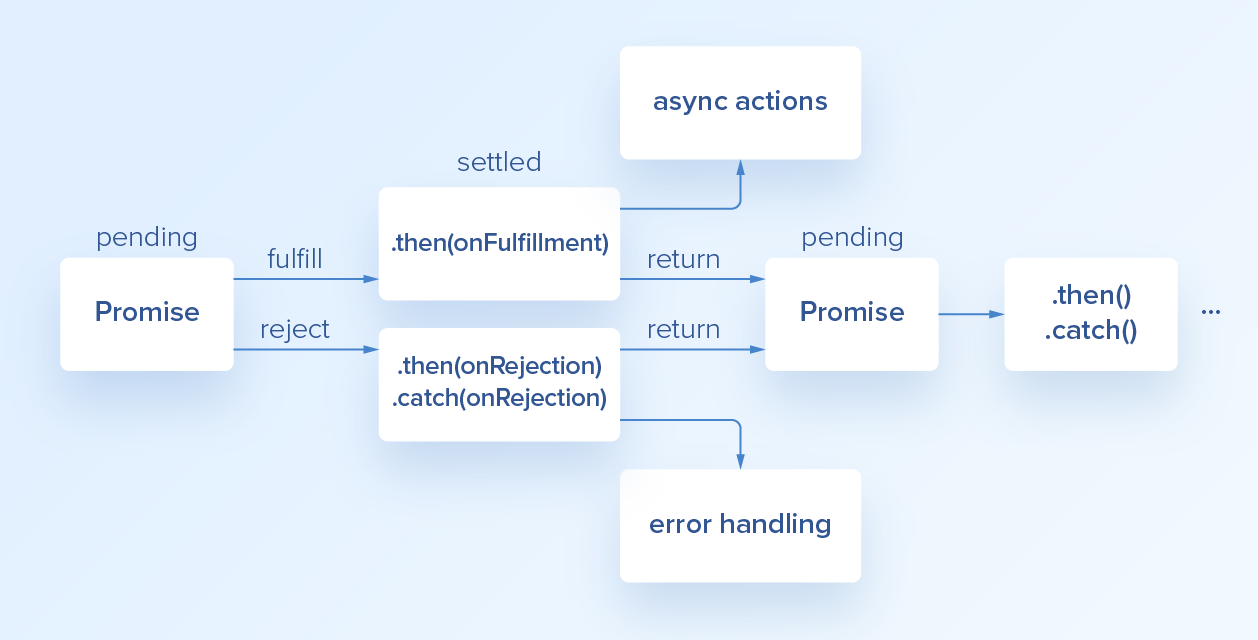 async actions
settled
.then(onFulfillment)
pending
Promise
fulfill
reject
return
return
.then(onRejection)
.catch(onRejection)
pending
Promise
.then()
.catch()
...
error handling